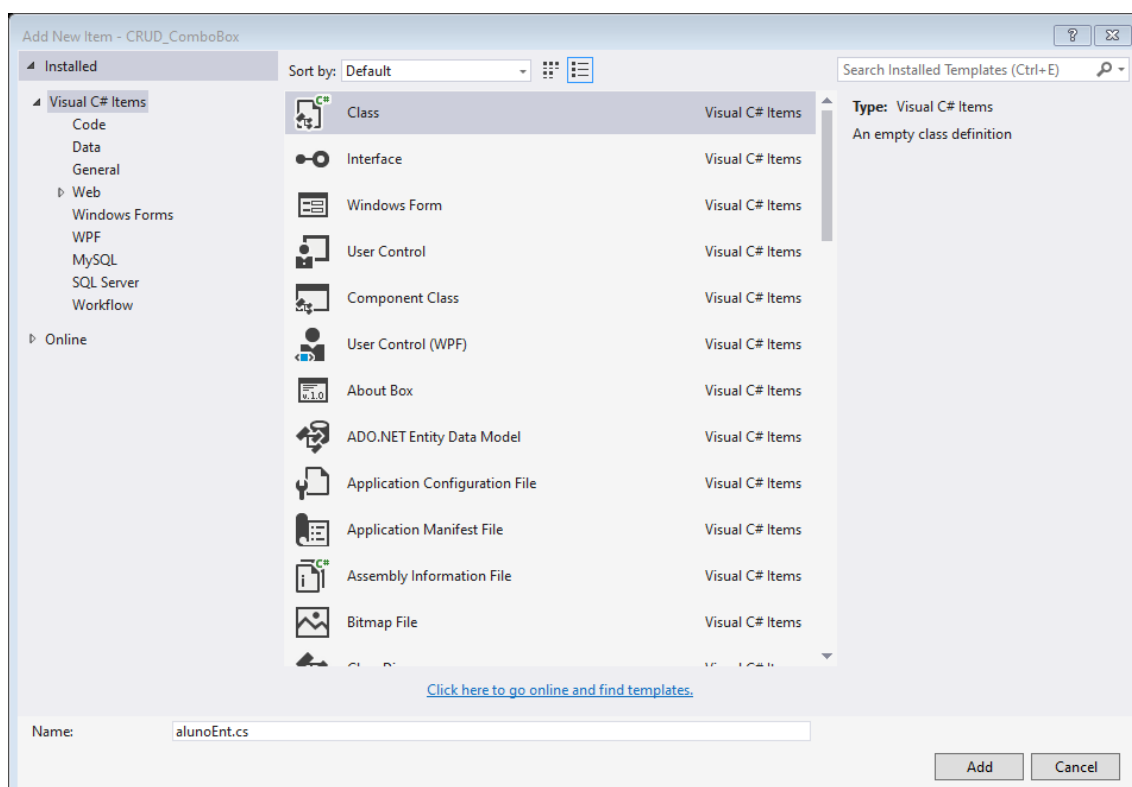 Add New Item - CRUD_ComboBox
Installed
Sort by: Default
Search Installed Templates (Ctrl+E)
Visual C# Items
Code
Data
General
Web
Windows Forms
WPF
MySQL
SQL Server
Workflow
Online
Class Visual C# Items
Interface Visual C# Items
Windows Form Visual C# Items
User Control Visual C# Items
Component Class Visual C# Items
User Control (WPF) Visual C# Items
About Box Visual C# Items
ADO.NET Entity Data Model Visual C# Items
Application Configuration File Visual C# Items
Application Manifest File Visual C# Items
Assembly Information File Visual C# Items
Bitmap File Visual C# Items
Type: Visual C# Items
An empty class definition
Click here to go online and find templates.
Name: alunoEnt.cs
Add Cancel